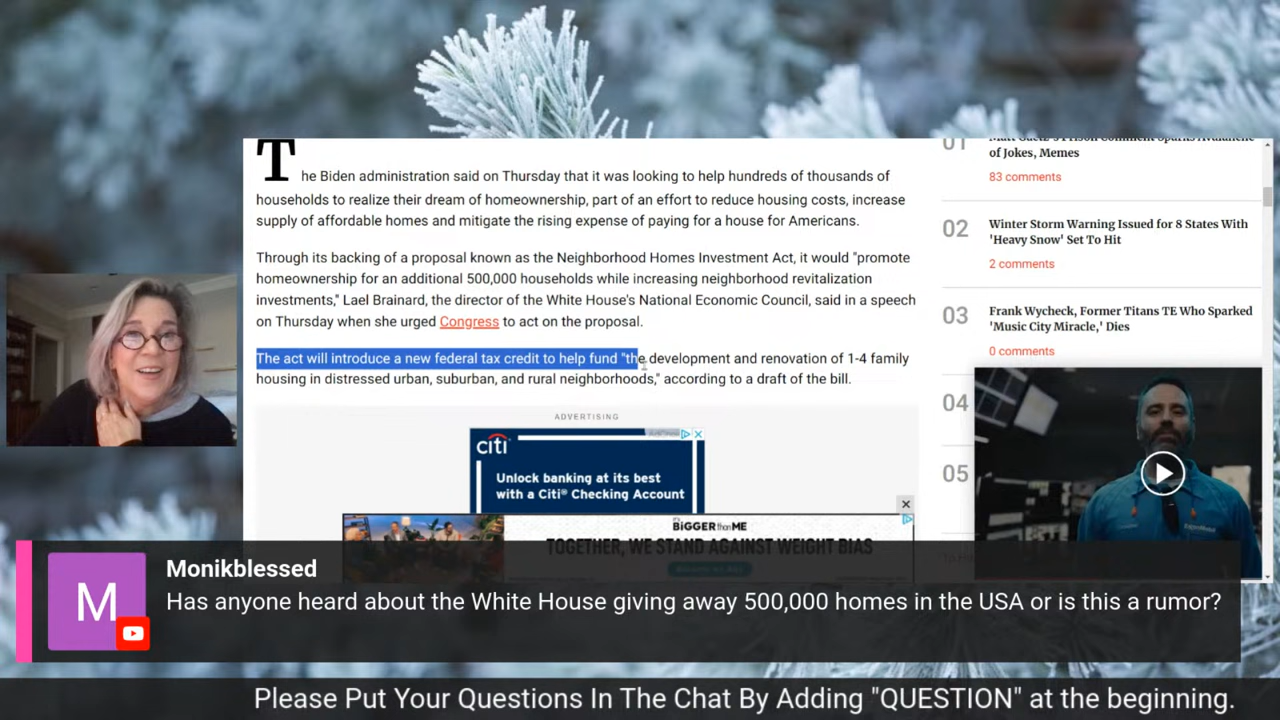 The Biden administration said on Thursday that it was looking to help hundreds of thousands of
households to realize their dream of homeownership, part of an effort to reduce housing costs, increase
supply of affordable homes and mitigate the rising expense of paying for a house for Americans.
Through its backing of a proposal known as the Neighborhood Homes Investment Act, it would "promote
homeownership for an additional 500,000 households while increasing neighborhood revitalization
investments," Lael Brainard, the director of the White House's National Economic Council, said in a speech
on Thursday when she urged Congress to act on the proposal.
The act will introduce a new federal tax credit to help fund "the development and renovation of 1-4 family
housing in distressed urban, suburban, and rural neighborhoods," according to a draft of the bill.
ADVERTISING
citi
Unlock banking at its best
with a Citi® Checking Account
BIGGER than ME
TOGETHER, WE STAND AGAINST WEIGHT BIAS
01
Matt Gaetz's Prison Comment Sparks Avalanche
of Jokes, Memes
83 comments
02
Winter Storm Warning Issued for 8 States With
'Heavy Snow' Set To Hit
2 comments
03
Frank Wycheck, Former Titans TE Who Sparked
'Music City Miracle,' Dies
0 comments
04
05
M
Monikblessed
Has anyone heard about the White House giving away 500,000 homes in the USA or is this a rumor?
Please Put Your Questions In The Chat By Adding "QUESTION" at the beginning.